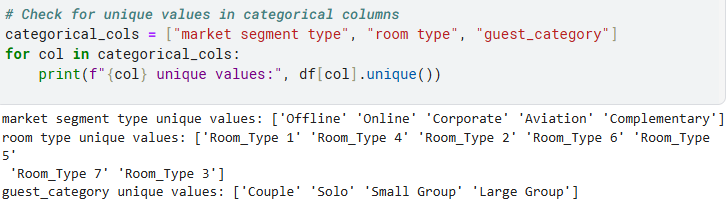 # Check for unique values in categorical columns
categorical_cols = ["market segment type", "room type", "guest_category"]
for col in categorical_cols:
    print(f"{col} unique values:", df[col].unique())
market segment type unique values: ['Offline' 'Online' 'Corporate' 'Aviation' 'Complementary']
room type unique values: ['Room_Type 1' 'Room_Type 4' 'Room_Type 2' 'Room_Type 6' 'Room_Type
5'
 'Room_Type 7' 'Room_Type 3']
guest_category unique values: ['Couple' 'Solo' 'Small Group' 'Large Group']